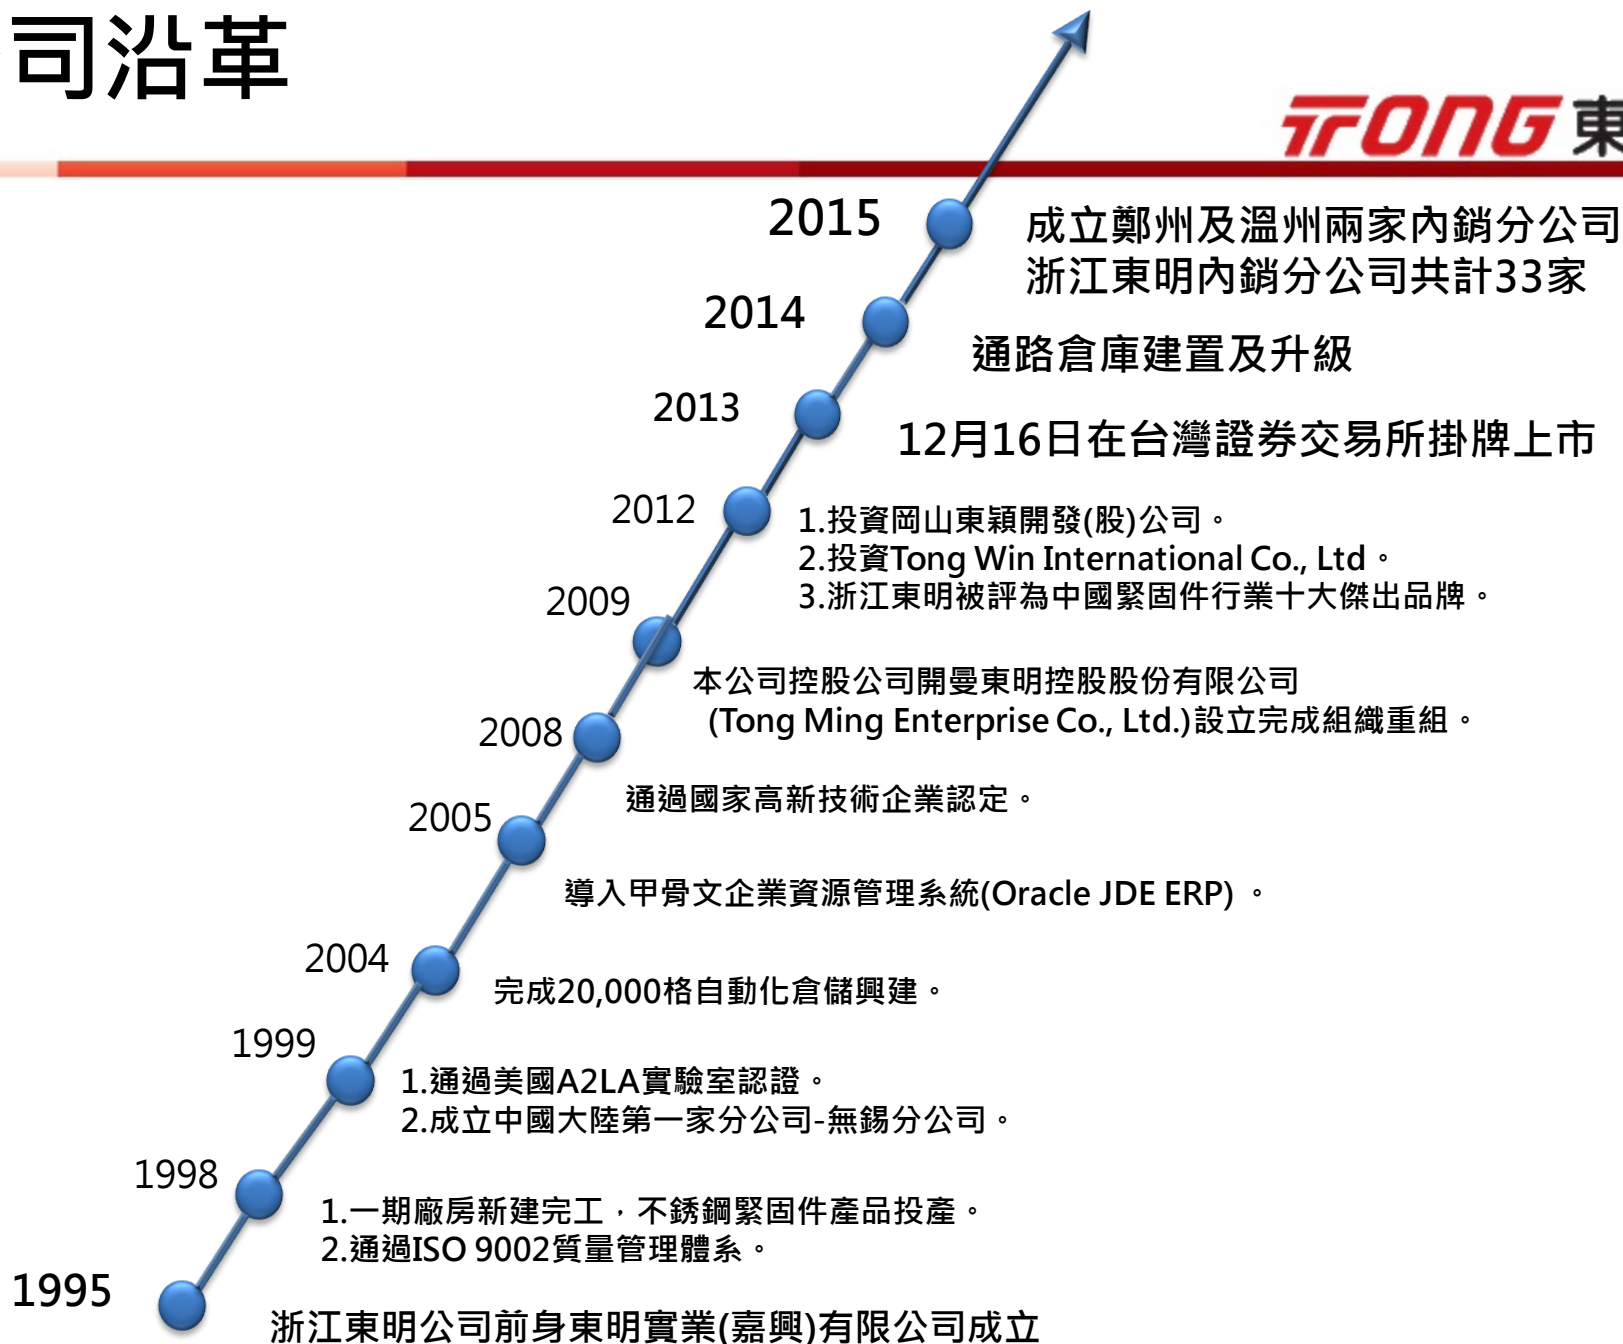 司沿革
TONG 東
2015
成立鄭州及溫州兩家內銷分公司
浙江東明內銷分公司共計33家
2014
通路倉庫建置及升級
2013
12月16日在台灣證券交易所掛牌上市
2012
1.投資岡山東穎開發(股)公司。
2.投資Tong Win International Co., Ltd。
3.浙江東明被評為中國緊固件行業十大傑出品牌。
2009
本公司控股公司開曼東明控股股份有限公司
(Tong Ming Enterprise Co., Ltd.)設立完成組織重組。
2008
通過國家高新技術企業認定。
2005
導入甲骨文企業資源管理系統(Oracle JDE ERP) 。
2004
完成20,000格自動化倉儲興建。
1999
1.通過美國A2LA實驗室認證。
2.成立中國大陸第一家分公司-無錫分公司。
1998
1.一期廠房新建完工，不銹鋼緊固件產品投產。
2.通過ISO 9002質量管理體系。
1995
浙江東明公司前身東明實業(嘉興)有限公司成立